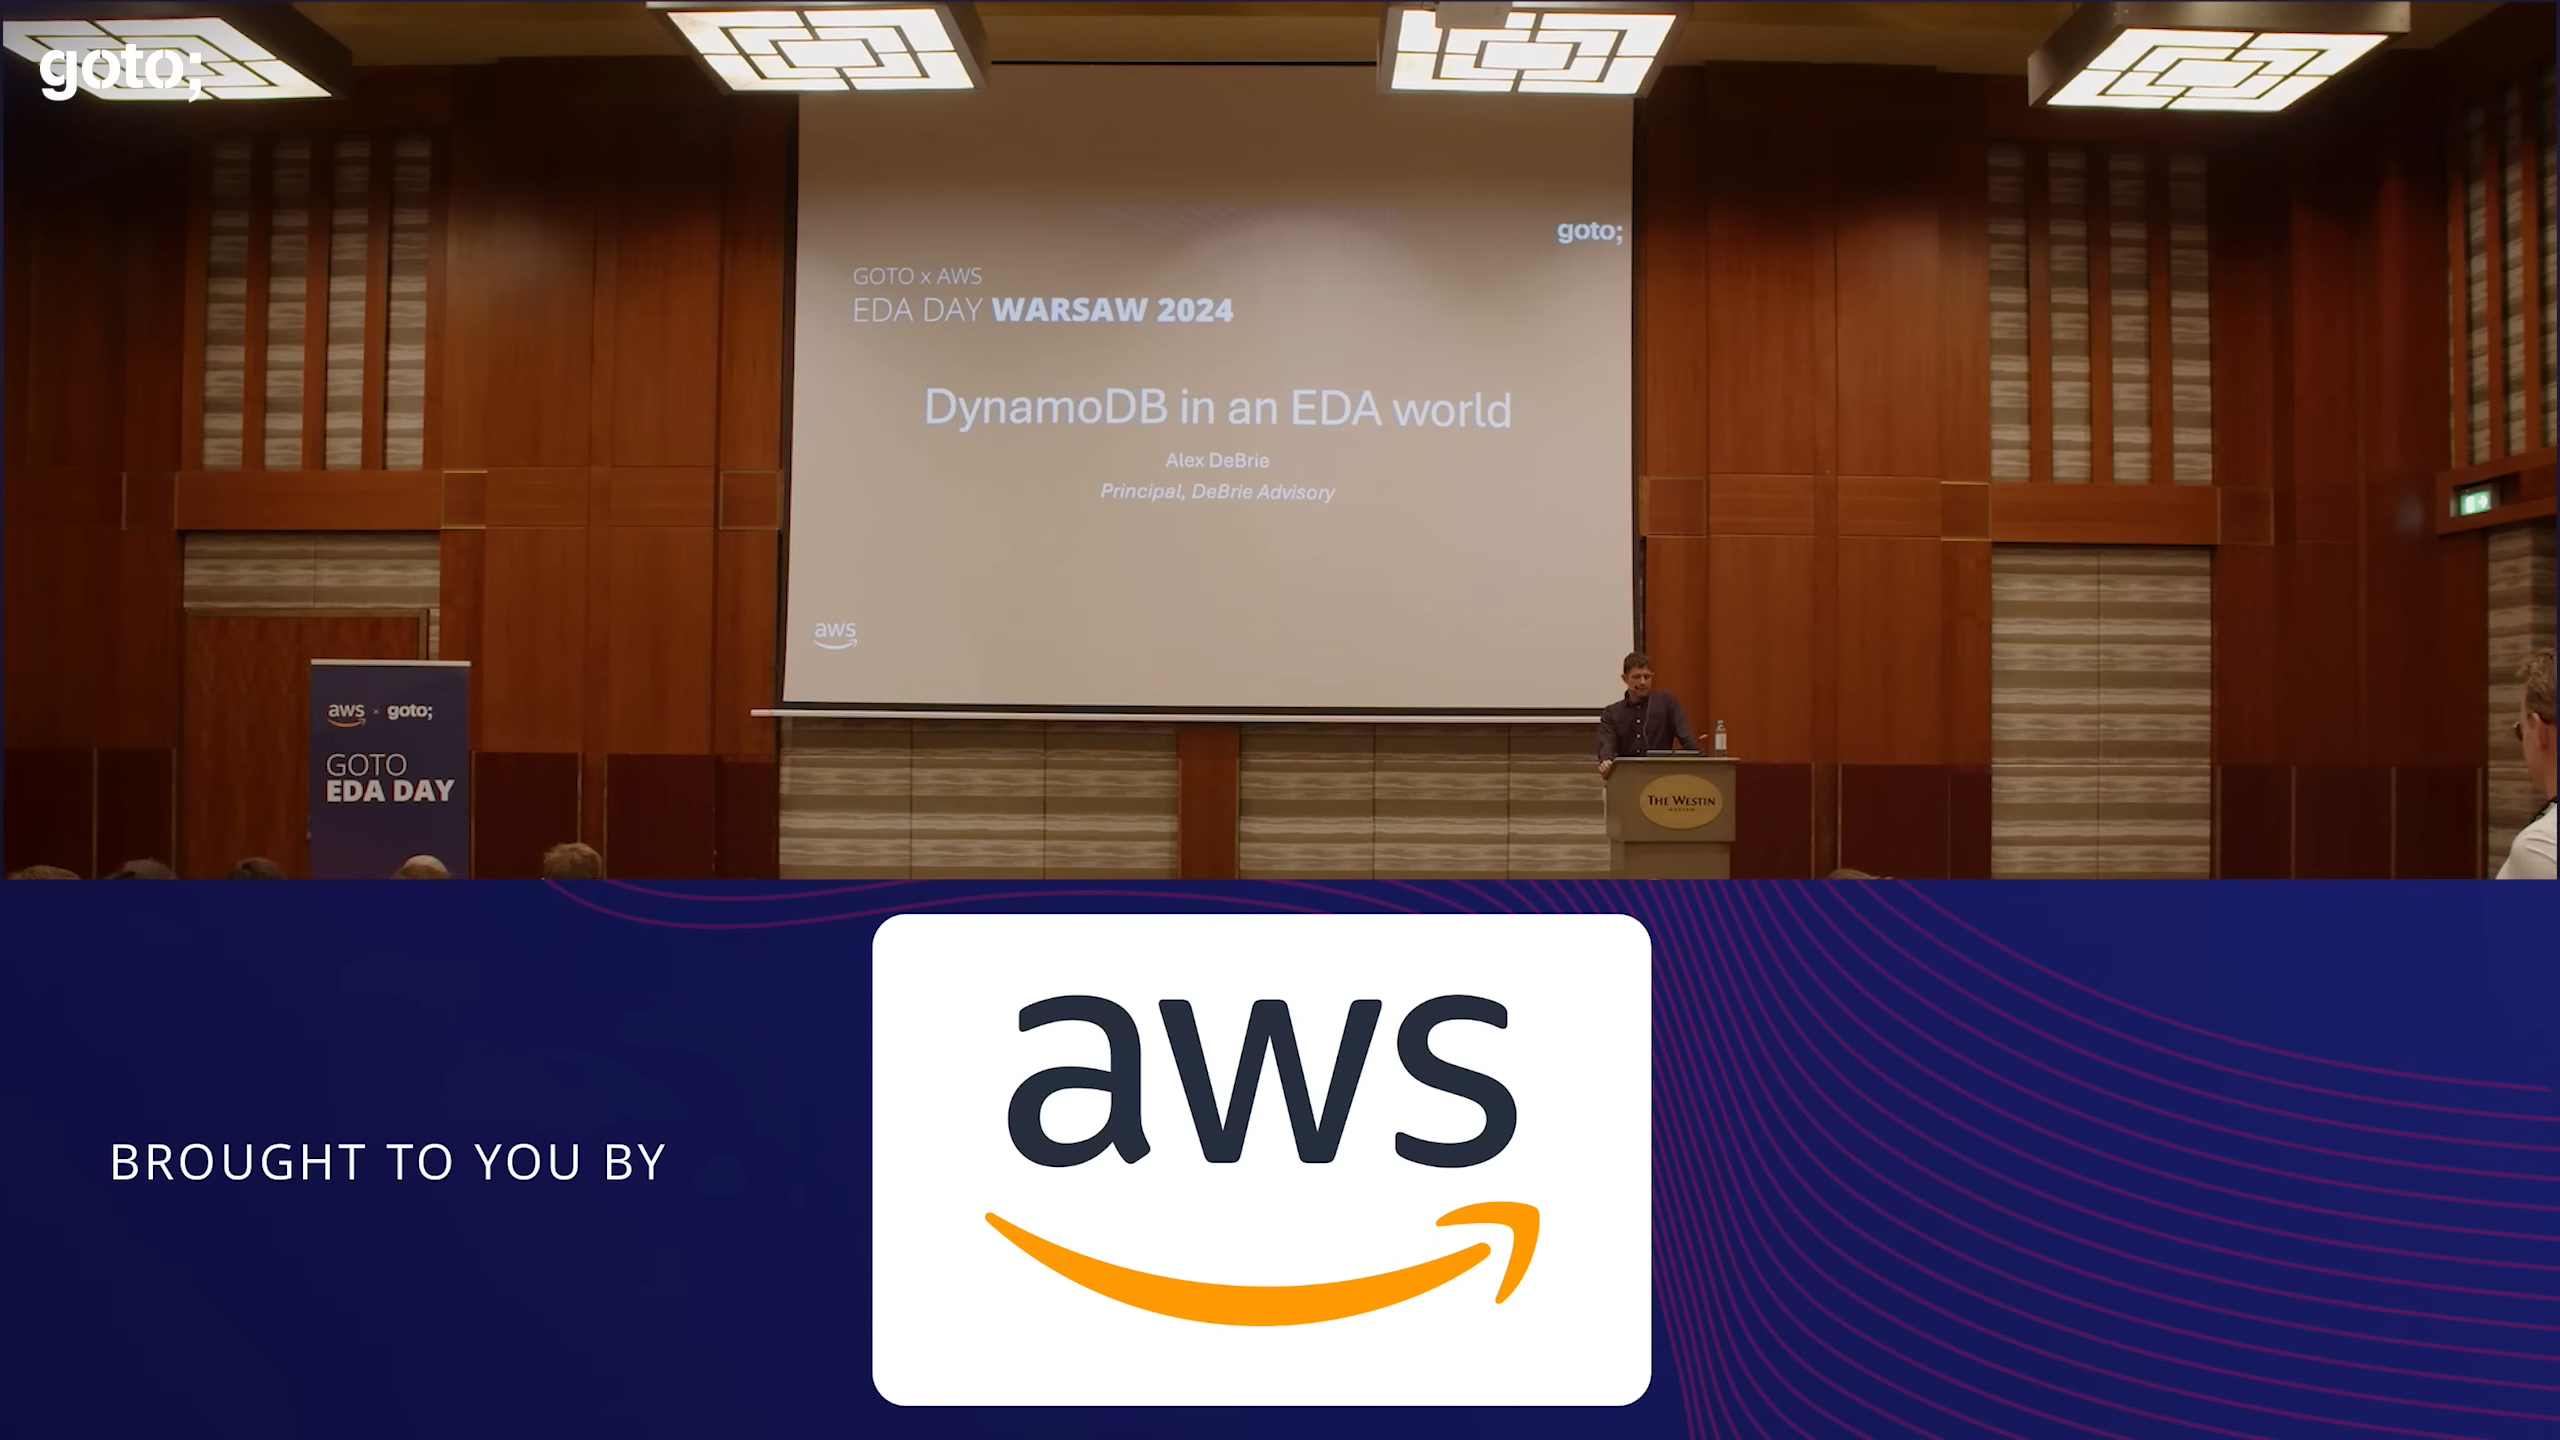 goto;
goto;
GOTO x AWS
EDA DAY WARSAW 2024
DynamoDB in an EDA world
Alex DeBrie
Principal, DeBrie Advisory
aws
aws × goto;
GOTO
EDA DAY
THE WESTIN
WARSAW
BROUGHT TO YOU BY
aws